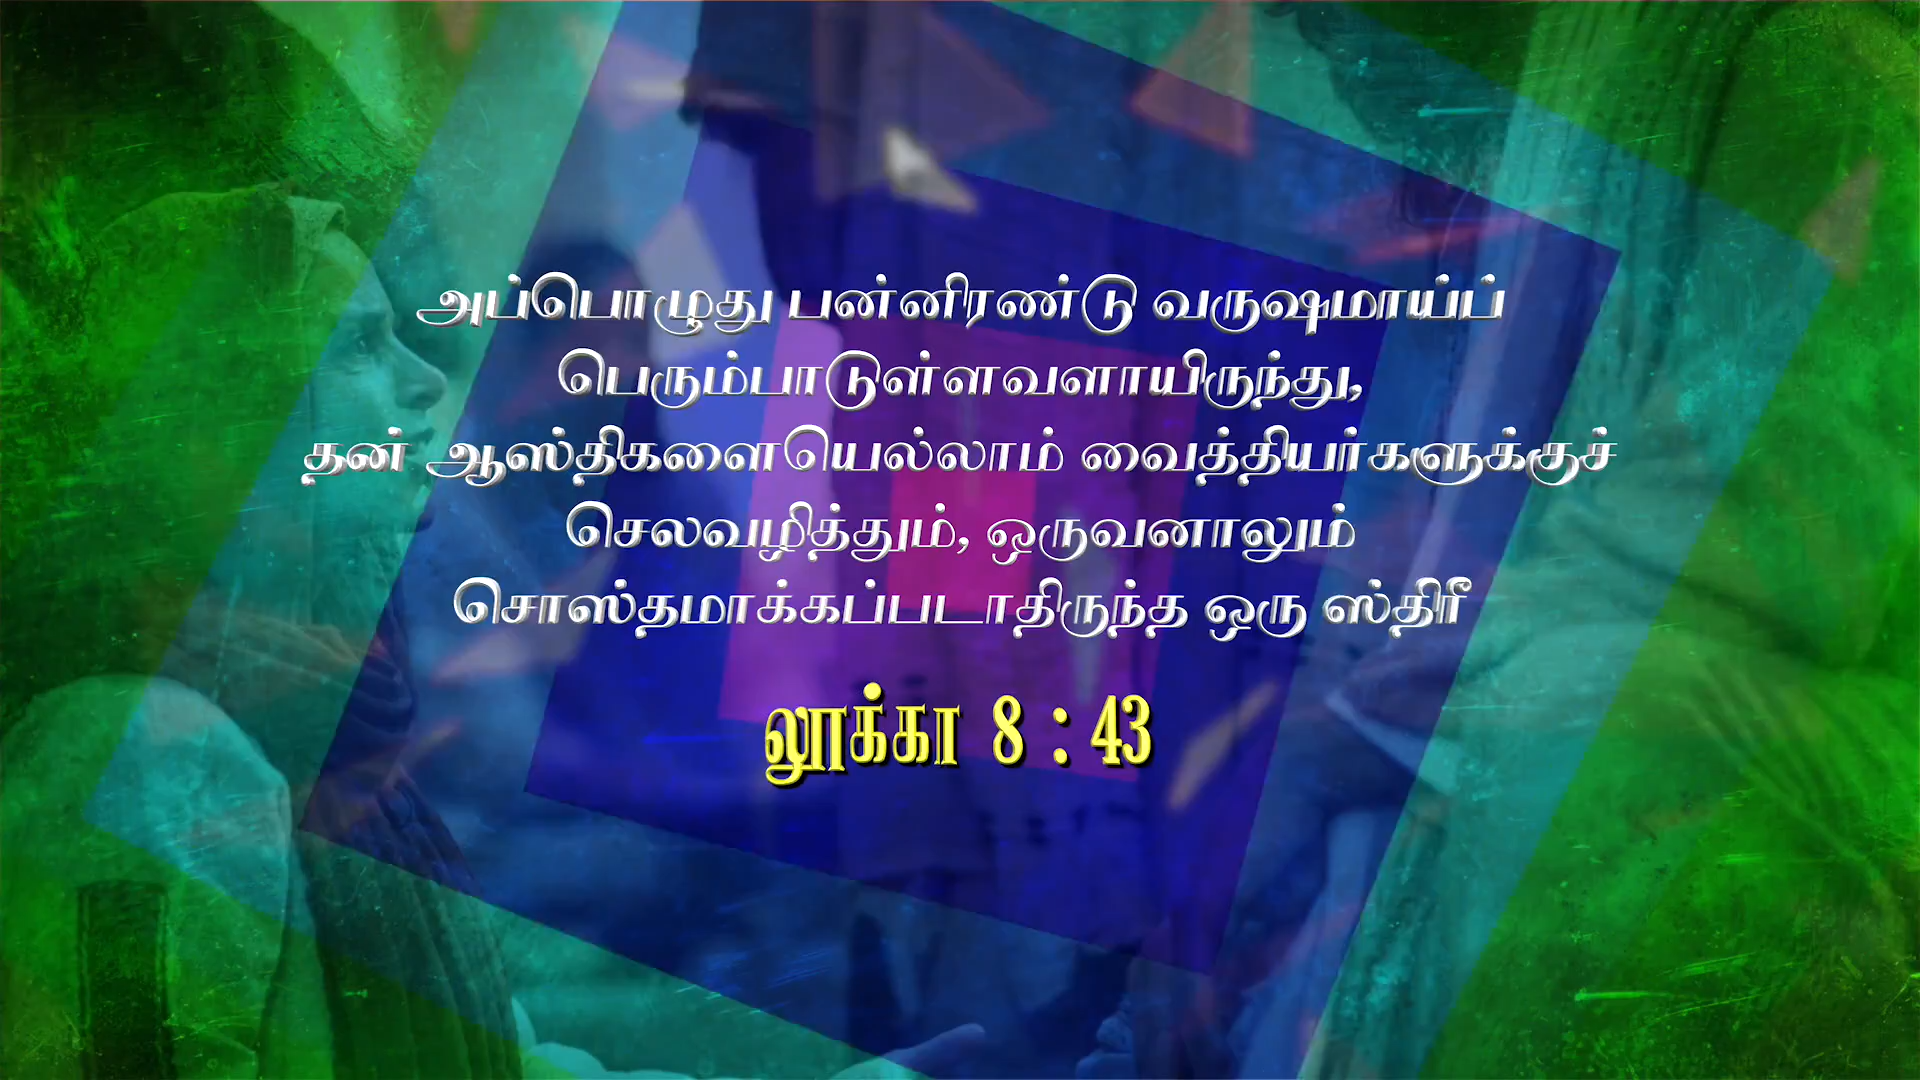 அப்பொழுது பன்னிரண்டு வருஷமாய்ப்
பெரும்பாடுள்ளவளாயிருந்து,
தன் ஆஸ்திகளையெல்லாம் வைத்தியர்களுக்குச்
செலவழித்தும், ஒருவனாலும்
சொஸ்தமாக்கப்படாதிருந்த ஒரு ஸ்திரீ
லூக்கா 8 : 43